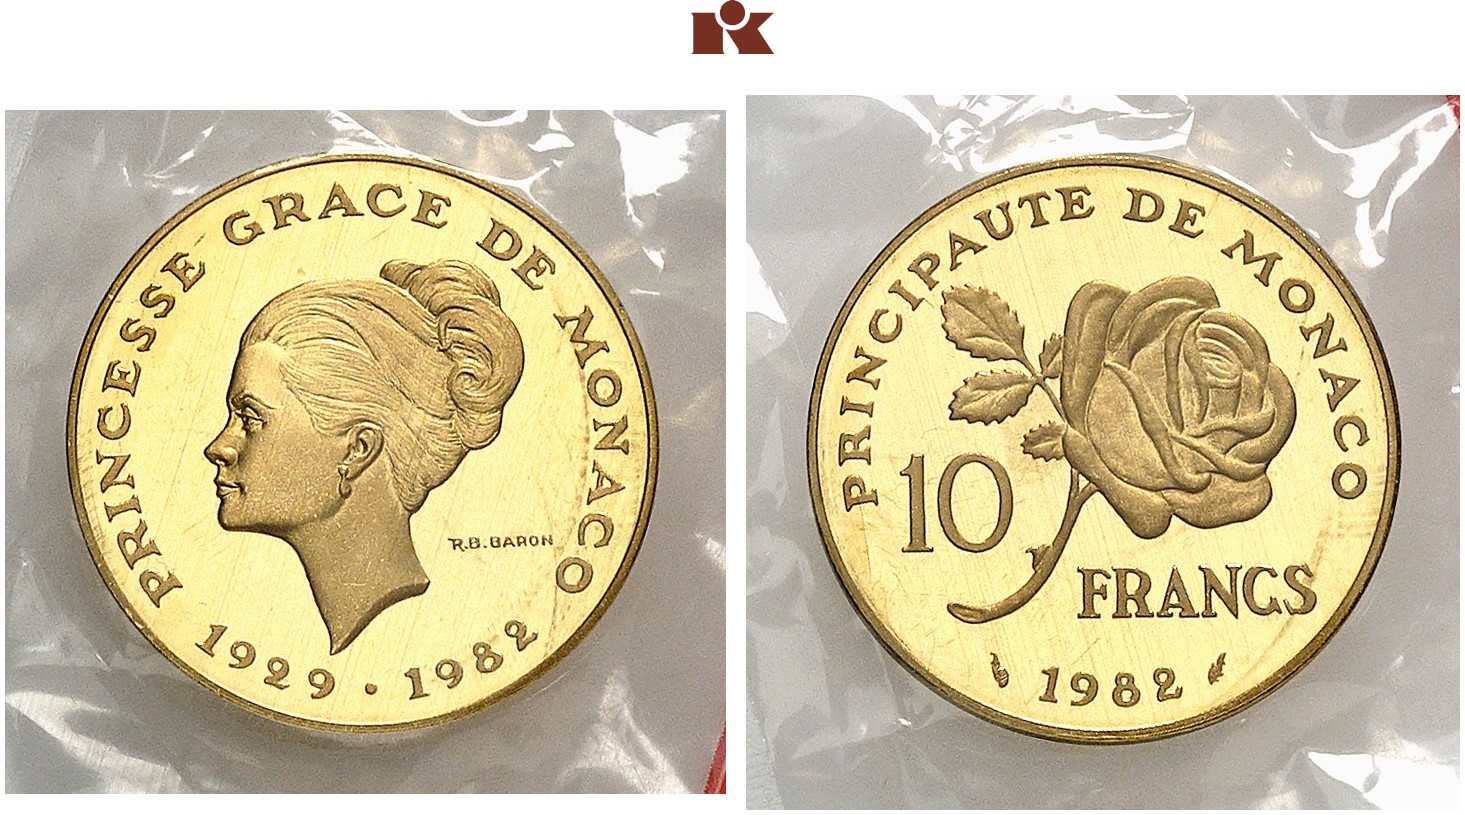 PRINCESSE GRACE DE MONACO
R.B.BARON
1929 · 1982
PRINCIPAUTE DE MONACO
10
FRANCS
1982